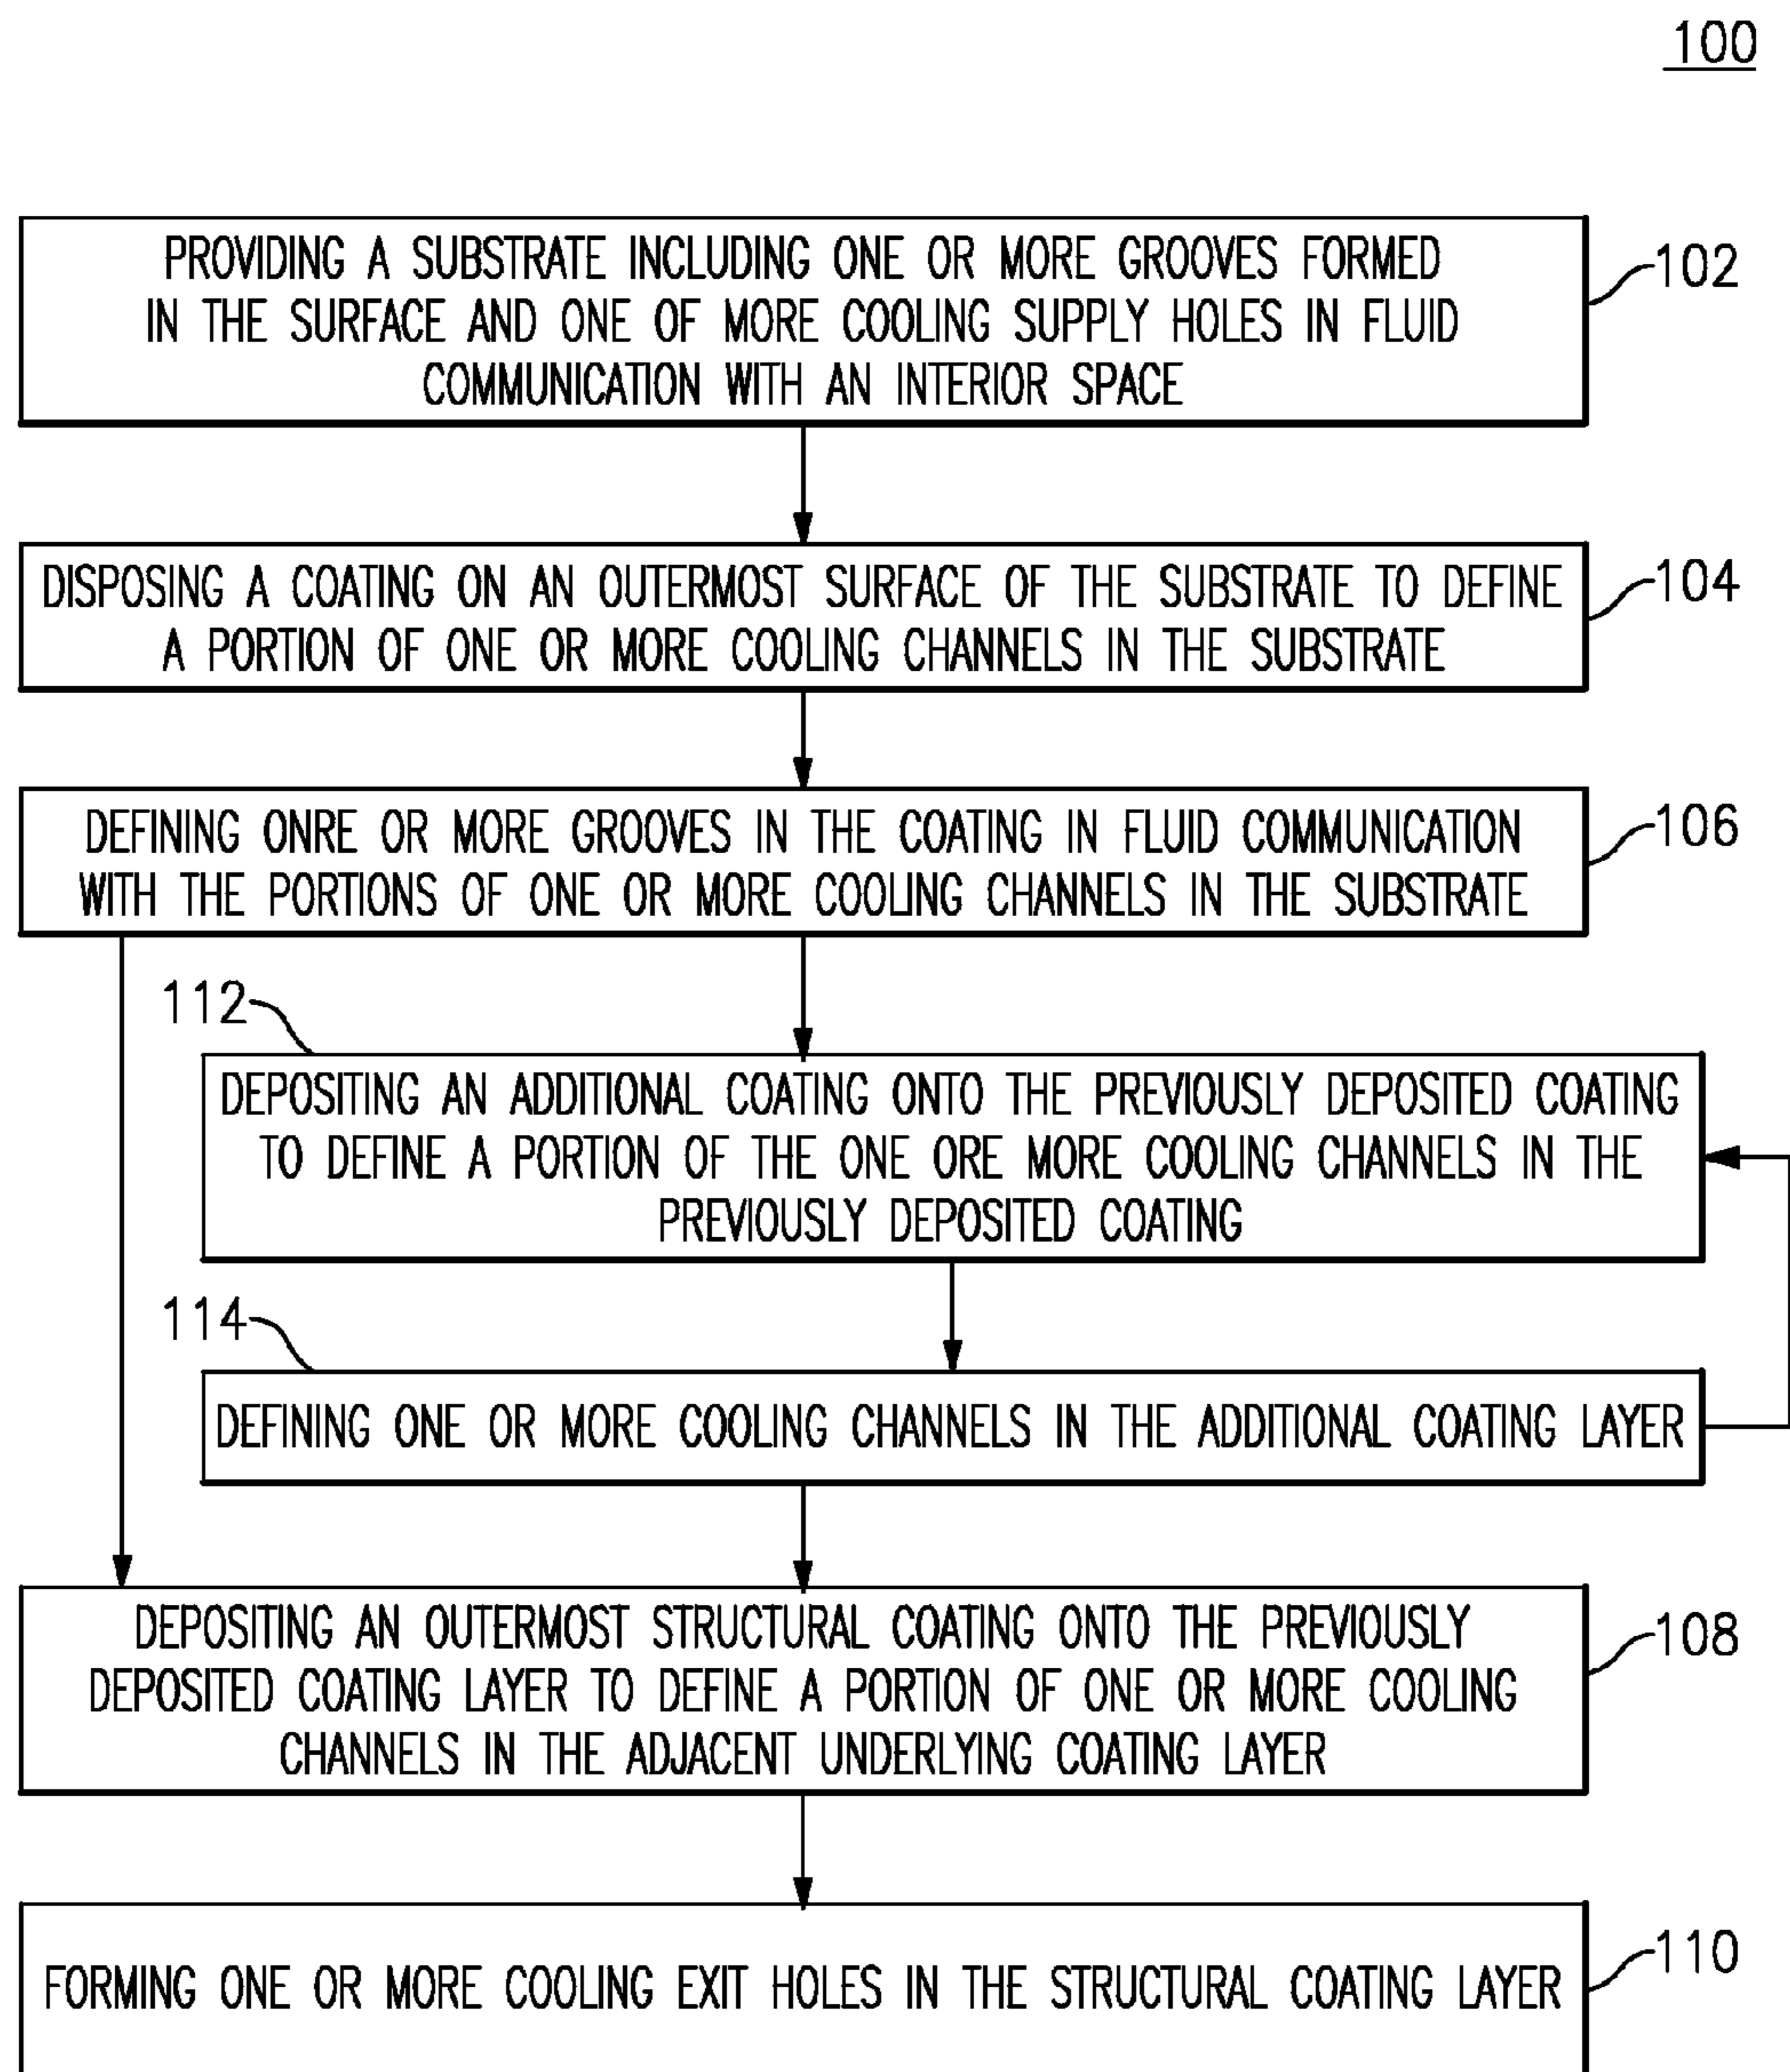 100
PROVIDING A SUBSTRATE INCLUDING ONE OR MORE GROOVES FORMED
IN THE SURFACE AND ONE OF MORE COOLING SUPPLY HOLES IN FLUID
COMMUNICATION WITH AN INTERIOR SPACE
102
DISPOSING A COATING ON AN OUTERMOST SURFACE OF THE SUBSTRATE TO DEFINE
A PORTION OF ONE OR MORE COOLING CHANNELS IN THE SUBSTRATE
104
DEFINING ONRE OR MORE GROOVES IN THE COATING IN FLUID COMMUNICATION
WITH THE PORTIONS OF ONE OR MORE COOLING CHANNELS IN THE SUBSTRATE
106
112
DEPOSITING AN ADDITIONAL COATING ONTO THE PREVIOUSLY DEPOSITED COATING
TO DEFINE A PORTION OF THE ONE ORE MORE COOLING CHANNELS IN THE
PREVIOUSLY DEPOSITED COATING
114
DEFINING ONE OR MORE COOLING CHANNELS IN THE ADDITIONAL COATING LAYER
DEPOSITING AN OUTERMOST STRUCTURAL COATING ONTO THE PREVIOUSLY
DEPOSITED COATING LAYER TO DEFINE A PORTION OF ONE OR MORE COOLING
CHANNELS IN THE ADJACENT UNDERLYING COATING LAYER
108
FORMING ONE OR MORE COOLING EXIT HOLES IN THE STRUCTURAL COATING LAYER
110